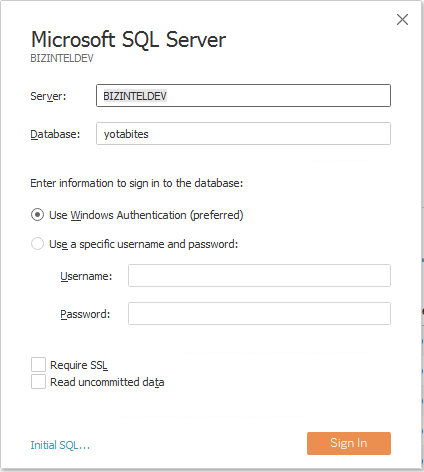 Microsoft SQL Server
BIZINTELDEV
Server: BIZINTELDEV
Database: yotabites
Enter information to sign in to the database:
Use Windows Authentication (preferred)
Use a specific username and password:
Username:
Password:
Require SSL
Read uncommitted data
Initial SQL... Sign In